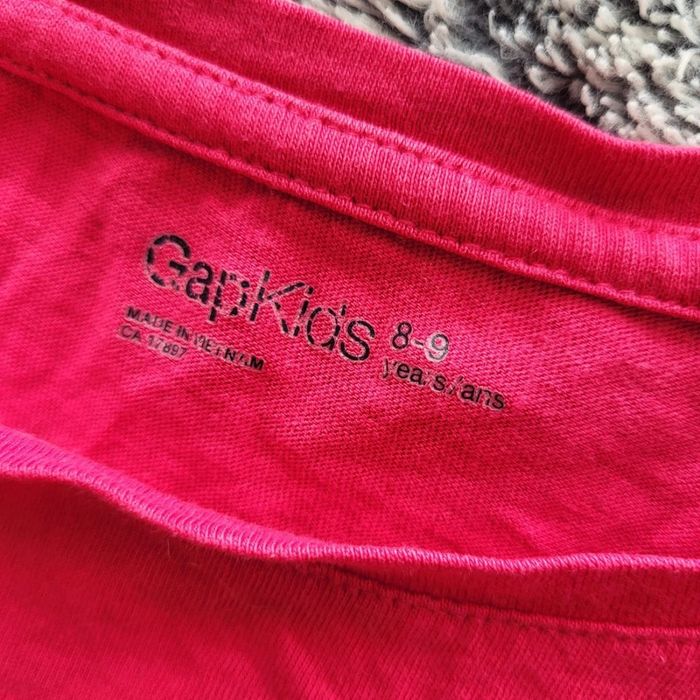 GapKids 8-9
years/ans
MADE IN VIETNAM
CA 17897